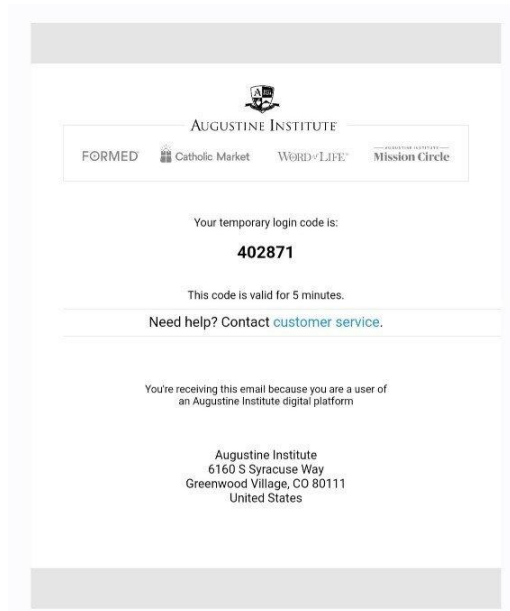 AUGUSTINE INSTITUTE
FORMED Catholic Market WORD of LIFE AUGUSTINE INSTITUTE Mission Circle
Your temporary login code is:
402871
This code is valid for 5 minutes.
Need help? Contact customer service.
You're receiving this email because you are a user of
an Augustine Institute digital platform
Augustine Institute
6160 S Syracuse Way
Greenwood Village, CO 80111
United States